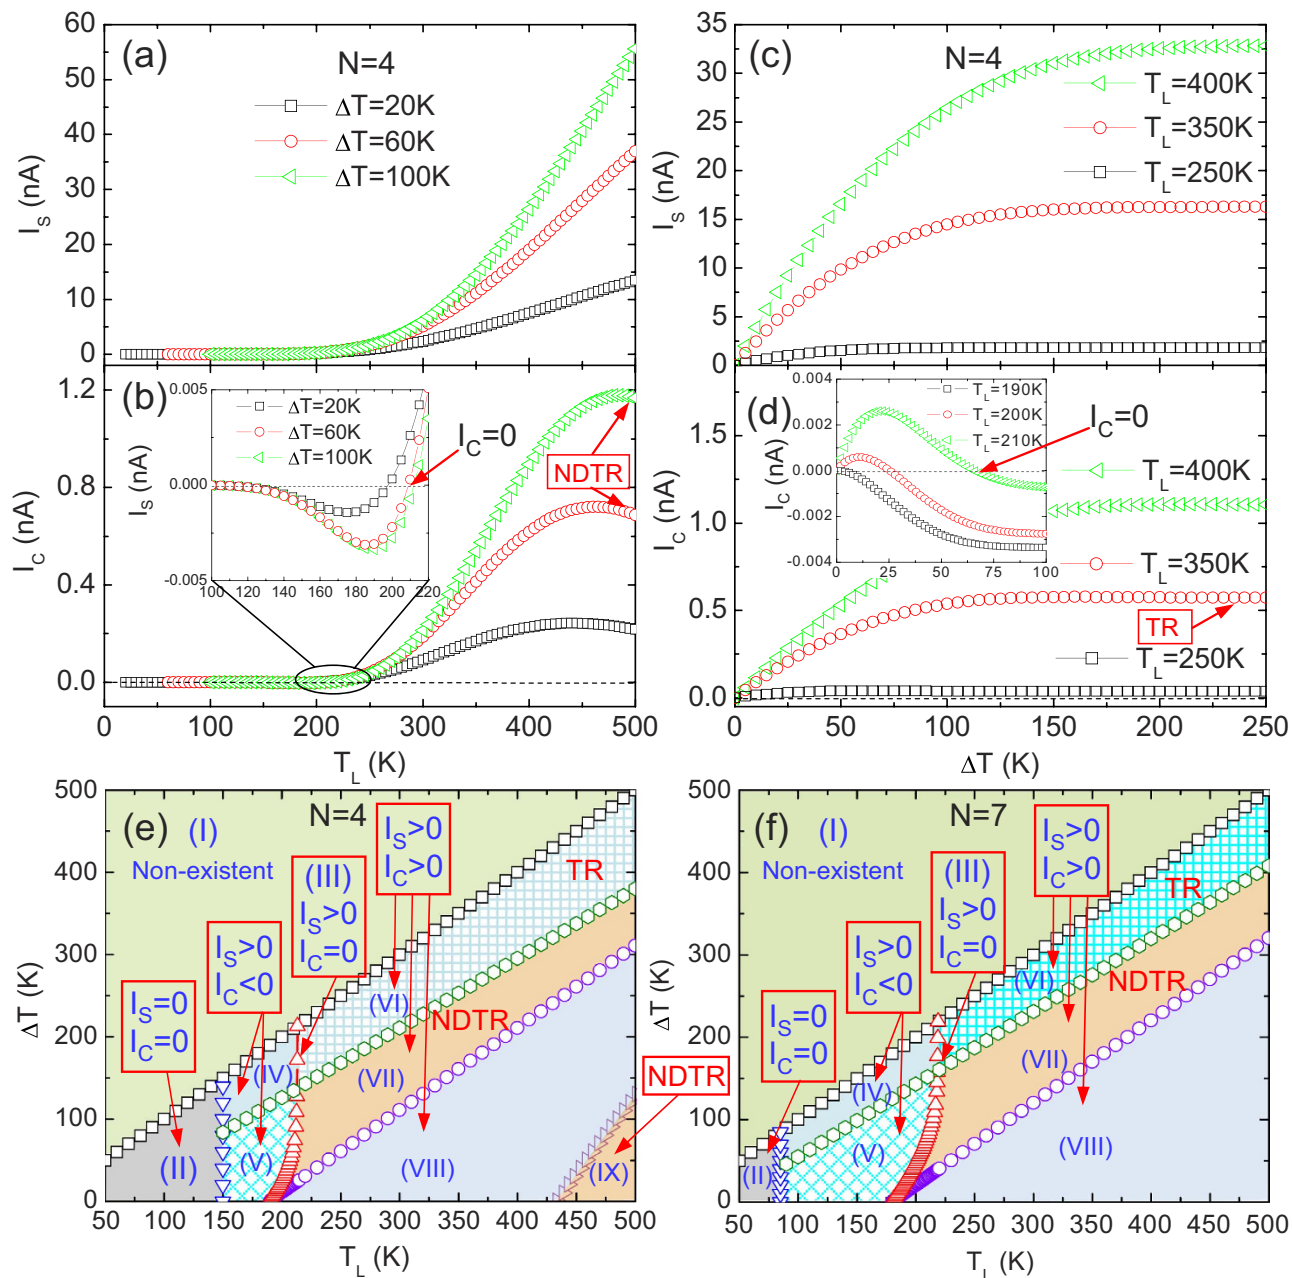 (a)
N=4
ΔT=20K
ΔT=60K
ΔT=100K
I_S (nA)
60
50
40
30
20
10
0
(b)
I_C (nA)
1.2
0.8
0.4
0.0
0.005
0.000
-0.005
I_S (nA)
ΔT=20K
ΔT=60K
ΔT=100K
100 120 140 160 180 200 220
I_C=0
NDTR
0 50 100 150 200 250 300 350 400 450 500
T_L (K)
(c)
N=4
T_L=400K
T_L=350K
T_L=250K
I_S (nA)
35
30
25
20
15
10
5
0
(d)
I_C (nA)
1.5
1.0
0.5
0.0
0.004
0.002
0.000
-0.002
-0.004
I_C (nA)
T_L=190K
T_L=200K
T_L=210K
0 25 50 75 100
I_C=0
T_L=400K
T_L=350K
TR
T_L=250K
0 50 100 150 200 250
ΔT (K)
(e)
(I)
N=4
Non-existent
I_S>0
I_C>0
(III)
I_S>0
I_C=0
I_S>0
I_C<0
I_S=0
I_C=0
TR
NDTR
(II)
(IV)
(V)
(VI)
(VII)
(VIII)
(IX)
NDTR
ΔT (K)
500
400
300
200
100
0
50 100 150 200 250 300 350 400 450 500
T_L (K)
(f)
(I)
N=7
Non-existent
I_S>0
I_C>0
(III)
I_S>0
I_C=0
I_S>0
I_C<0
I_S=0
I_C=0
TR
NDTR
(II)
(IV)
(V)
(VI)
(VII)
(VIII)
ΔT (K)
500
400
300
200
100
0
50 100 150 200 250 300 350 400 450 500
T_L (K)